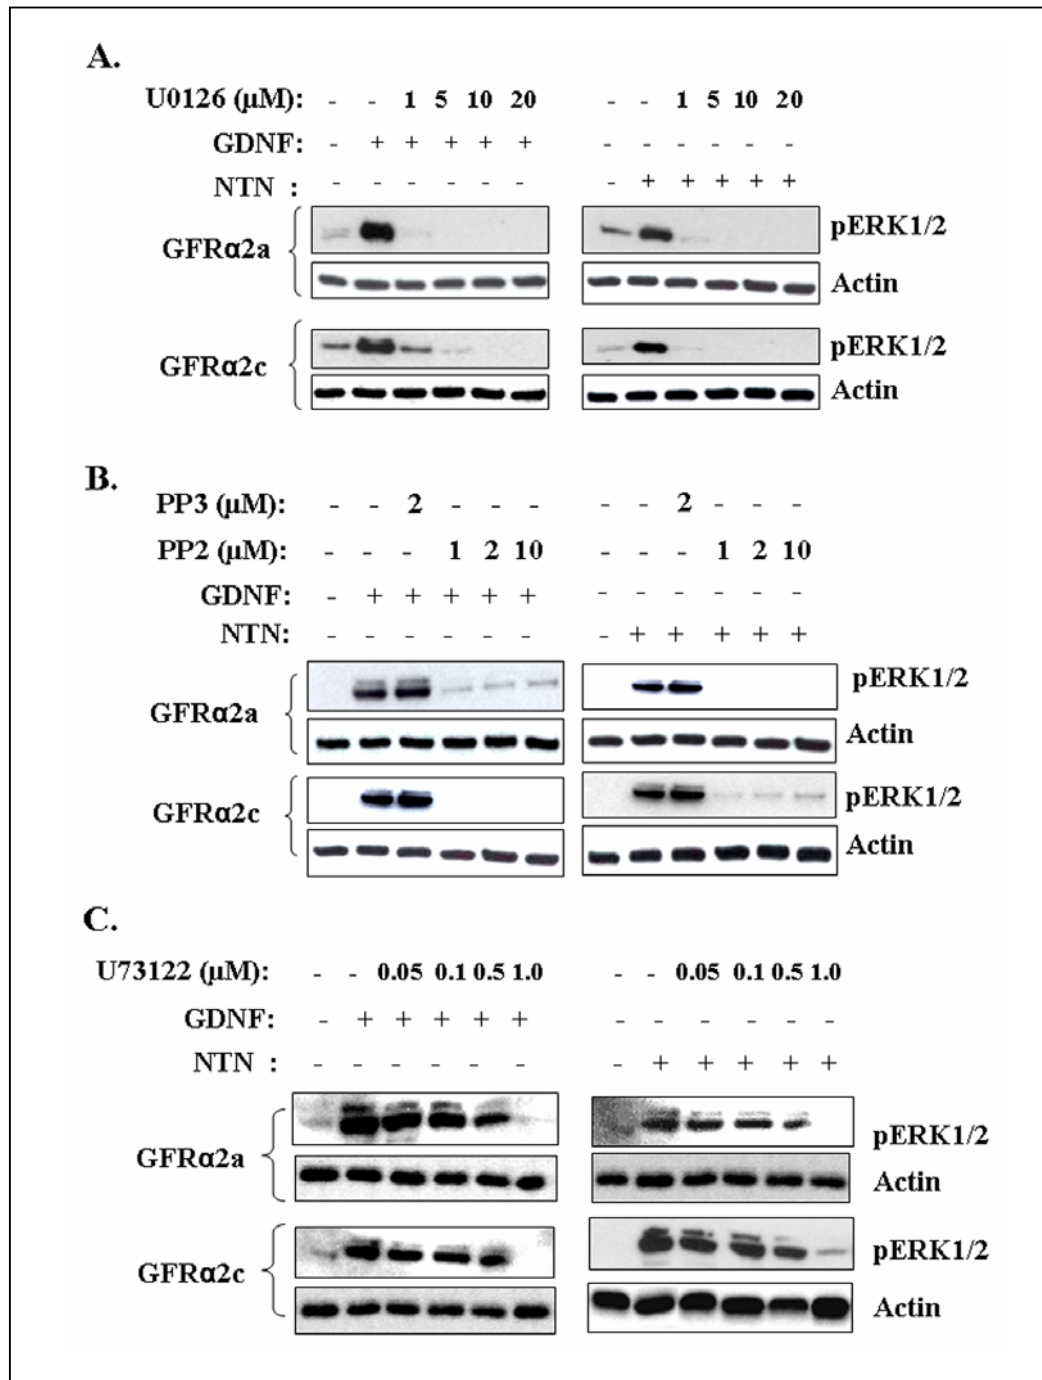 A.
U0126 (µM): - - 1 5 10 20 - - 1 5 10 20
GDNF: - + + + + + - - - - - -
NTN : - - - - - - - + + + + +
GFRα2a pERK1/2
Actin
GFRα2c pERK1/2
Actin
B.
PP3 (µM): - - 2 - - - - - 2 - - -
PP2 (µM): - - - 1 2 10 - - - 1 2 10
GDNF: - + + + + + - - - - - -
NTN: - - - - - - - + + + + +
GFRα2a pERK1/2
Actin
GFRα2c pERK1/2
Actin
C.
U73122 (µM): - - 0.05 0.1 0.5 1.0 - - 0.05 0.1 0.5 1.0
GDNF: - + + + + + - - - - - -
NTN : - - - - - - - + + + + +
GFRα2a pERK1/2
Actin
GFRα2c pERK1/2
Actin